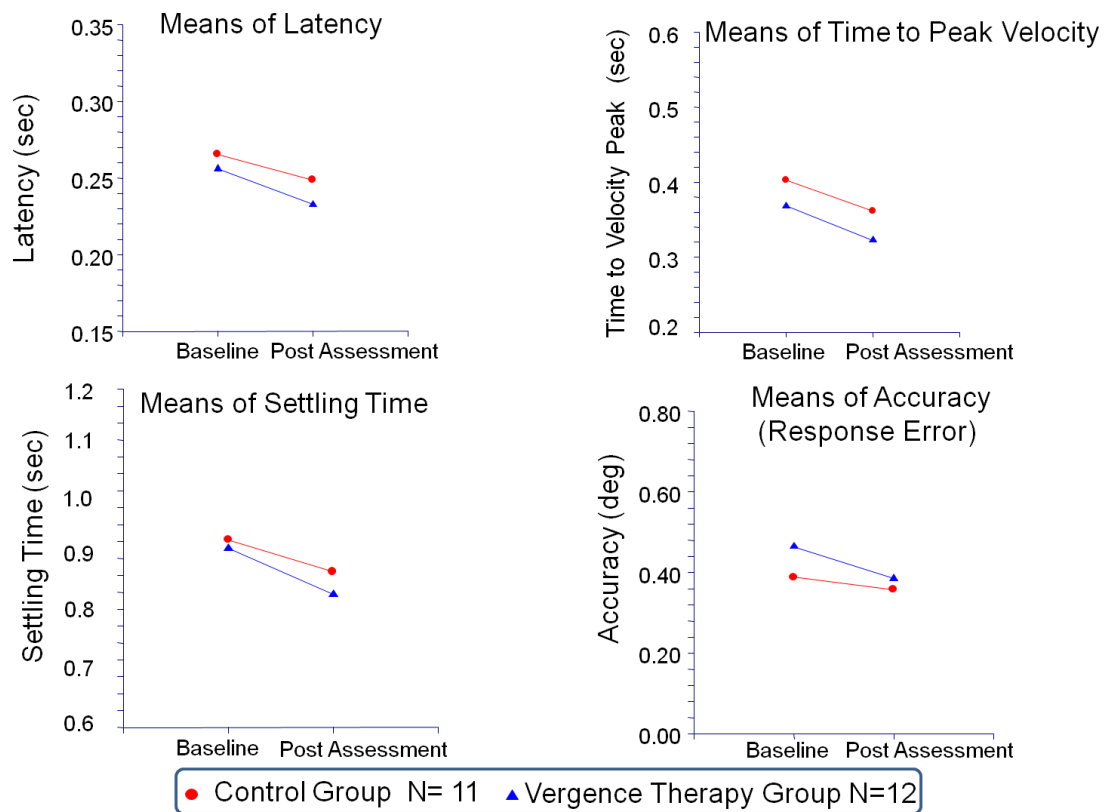 Means of Latency
Latency (sec)
0.35
0.30
0.25
0.20
0.15
Baseline Post Assessment
Means of Time to Peak Velocity
Time to Velocity Peak (sec)
0.6
0.5
0.4
0.3
0.2
Baseline Post Assessment
Means of Settling Time
Settling Time (sec)
1.2
1.1
1.0
0.9
0.8
0.7
0.6
Baseline Post Assessment
Means of Accuracy
(Response Error)
Accuracy (deg)
0.80
0.60
0.40
0.20
0.00
Baseline Post Assessment
Control Group N= 11 Vergence Therapy Group N=12